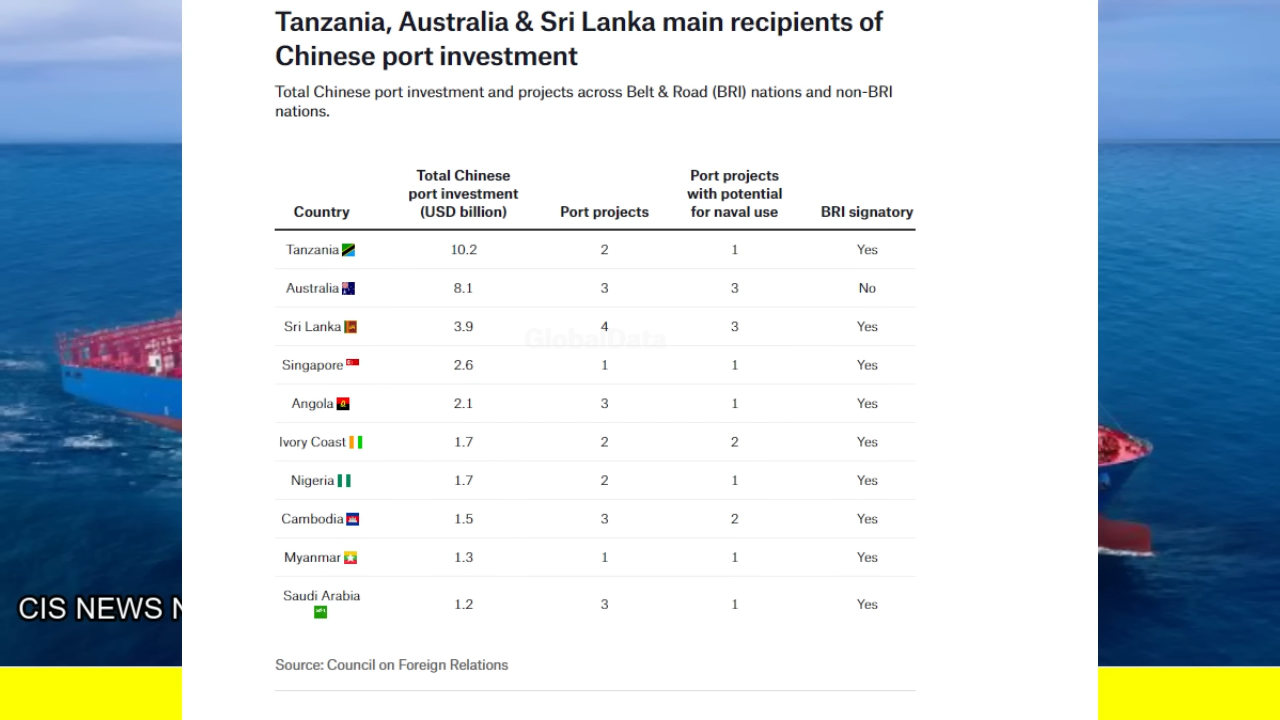 Tanzania, Australia & Sri Lanka main recipients of
Chinese port investment
Total Chinese port investment and projects across Belt & Road (BRI) nations and non-BRI
nations.
Country Total Chinese port investment (USD billion) Port projects Port projects with potential for naval use BRI signatory
Tanzania 10.2 2 1 Yes
Australia 8.1 3 3 No
Sri Lanka 3.9 4 3 Yes
GlobalData
Singapore 2.6 1 1 Yes
Angola 2.1 3 1 Yes
Ivory Coast 1.7 2 2 Yes
Nigeria 1.7 2 1 Yes
Cambodia 1.5 3 2 Yes
Myanmar 1.3 1 1 Yes
Saudi Arabia 1.2 3 1 Yes
CIS NEWS N
Source: Council on Foreign Relations